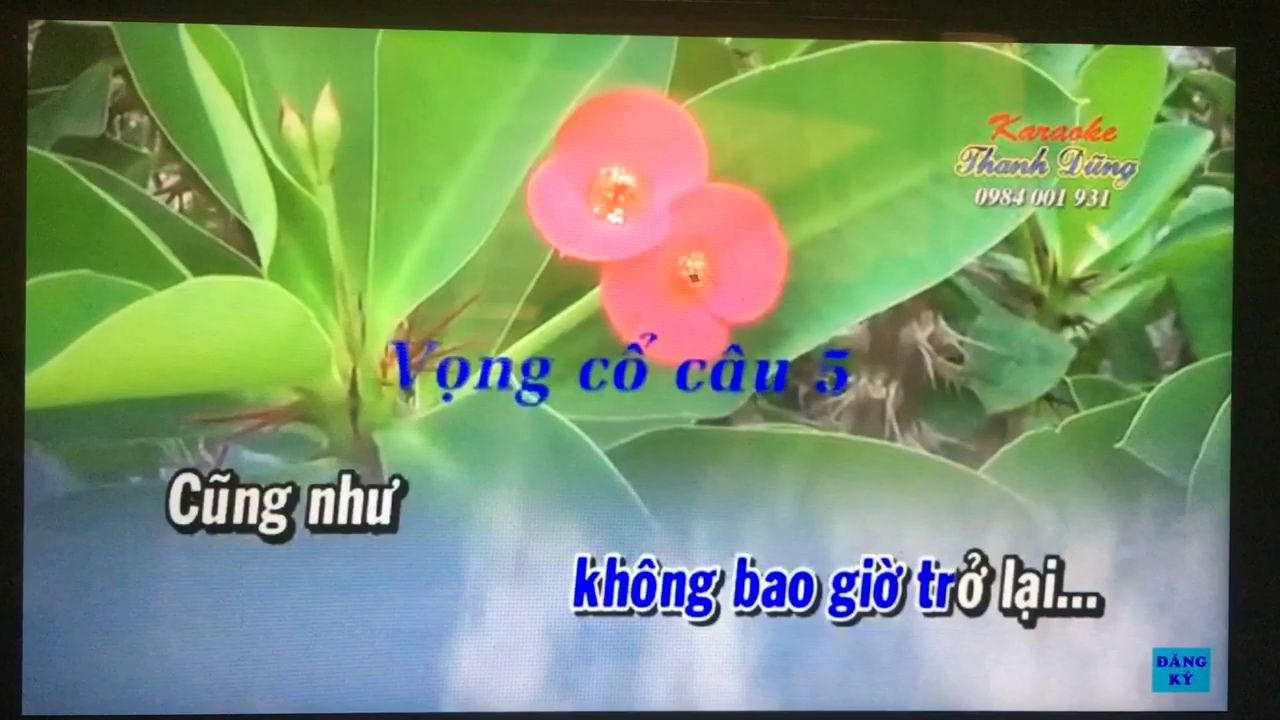 Karaoke
Thanh Dũng
0984 001 931
Vọng cổ câu 5
Cũng như
không bao giờ trở lại...
ĐĂNG
KÝ